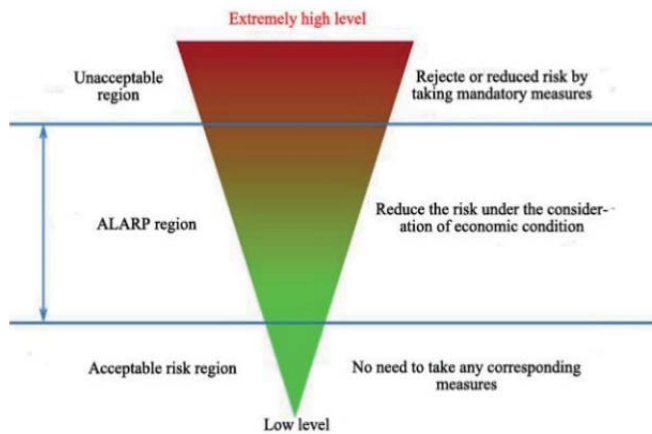 Extremely high level
Unacceptable
region
Rejecte or reduced risk by
taking mandatory measures
ALARP region
Reduce the risk under the consider-
ation of economic condition
Acceptable risk region
No need to take any corresponding
measures
Low level